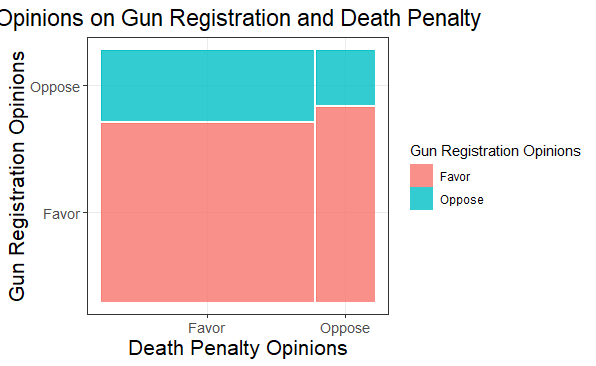 Opinions on Gun Registration and Death Penalty
Gun Registration Opinions
Oppose
Favor
Favor Oppose
Death Penalty Opinions
Gun Registration Opinions
Favor
Oppose